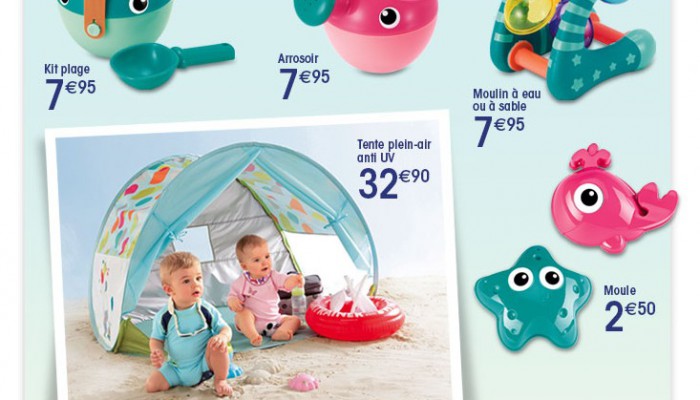 Kit plage
7€95
Arrosoir
7€95
Moulin à eau
ou à sable
7€95
Tente plein-air
anti UV
32€90
Moule
2€50